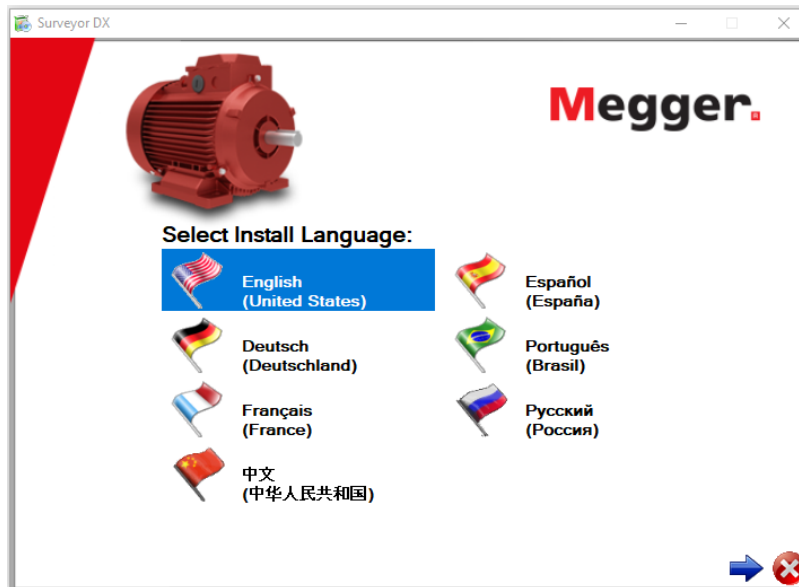 Surveyor DX
Megger.
Select Install Language:
English
(United States)
Español
(España)
Deutsch
(Deutschland)
Português
(Brasil)
Français
(France)
Русский
(Россия)
中文
(中华人民共和国)